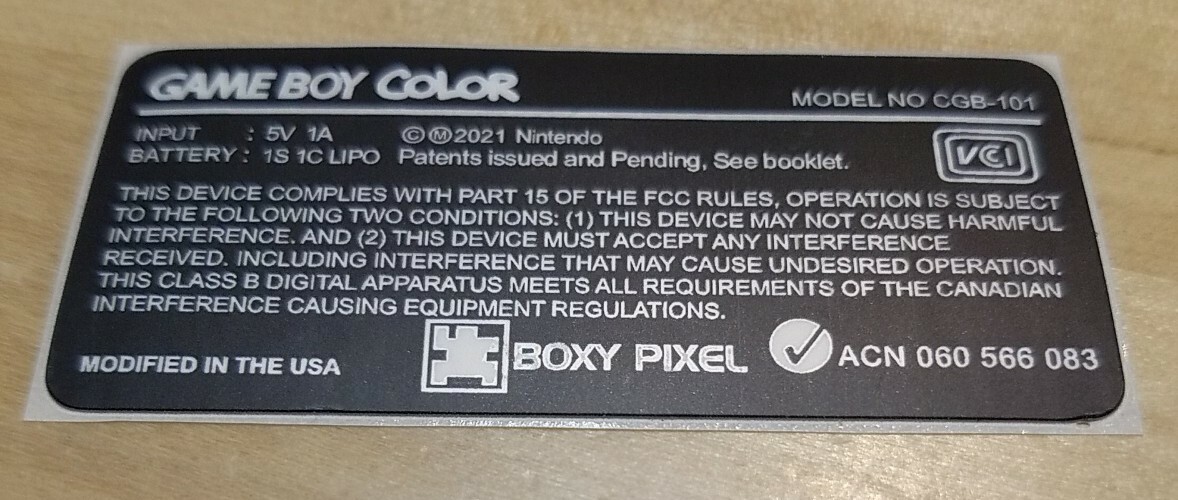 GAME BOY COLOR
MODEL NO CGB-101
INPUT : 5V 1A ©Ⓜ2021 Nintendo
BATTERY : 1S 1C LIPO Patents issued and Pending, See booklet.
VCCI
THIS DEVICE COMPLIES WITH PART 15 OF THE FCC RULES, OPERATION IS SUBJECT
TO THE FOLLOWING TWO CONDITIONS: (1) THIS DEVICE MAY NOT CAUSE HARMFUL
INTERFERENCE. AND (2) THIS DEVICE MUST ACCEPT ANY INTERFERENCE
RECEIVED. INCLUDING INTERFERENCE THAT MAY CAUSE UNDESIRED OPERATION.
THIS CLASS B DIGITAL APPARATUS MEETS ALL REQUIREMENTS OF THE CANADIAN
INTERFERENCE CAUSING EQUIPMENT REGULATIONS.
MODIFIED IN THE USA
BOXY PIXEL
ACN 060 566 083